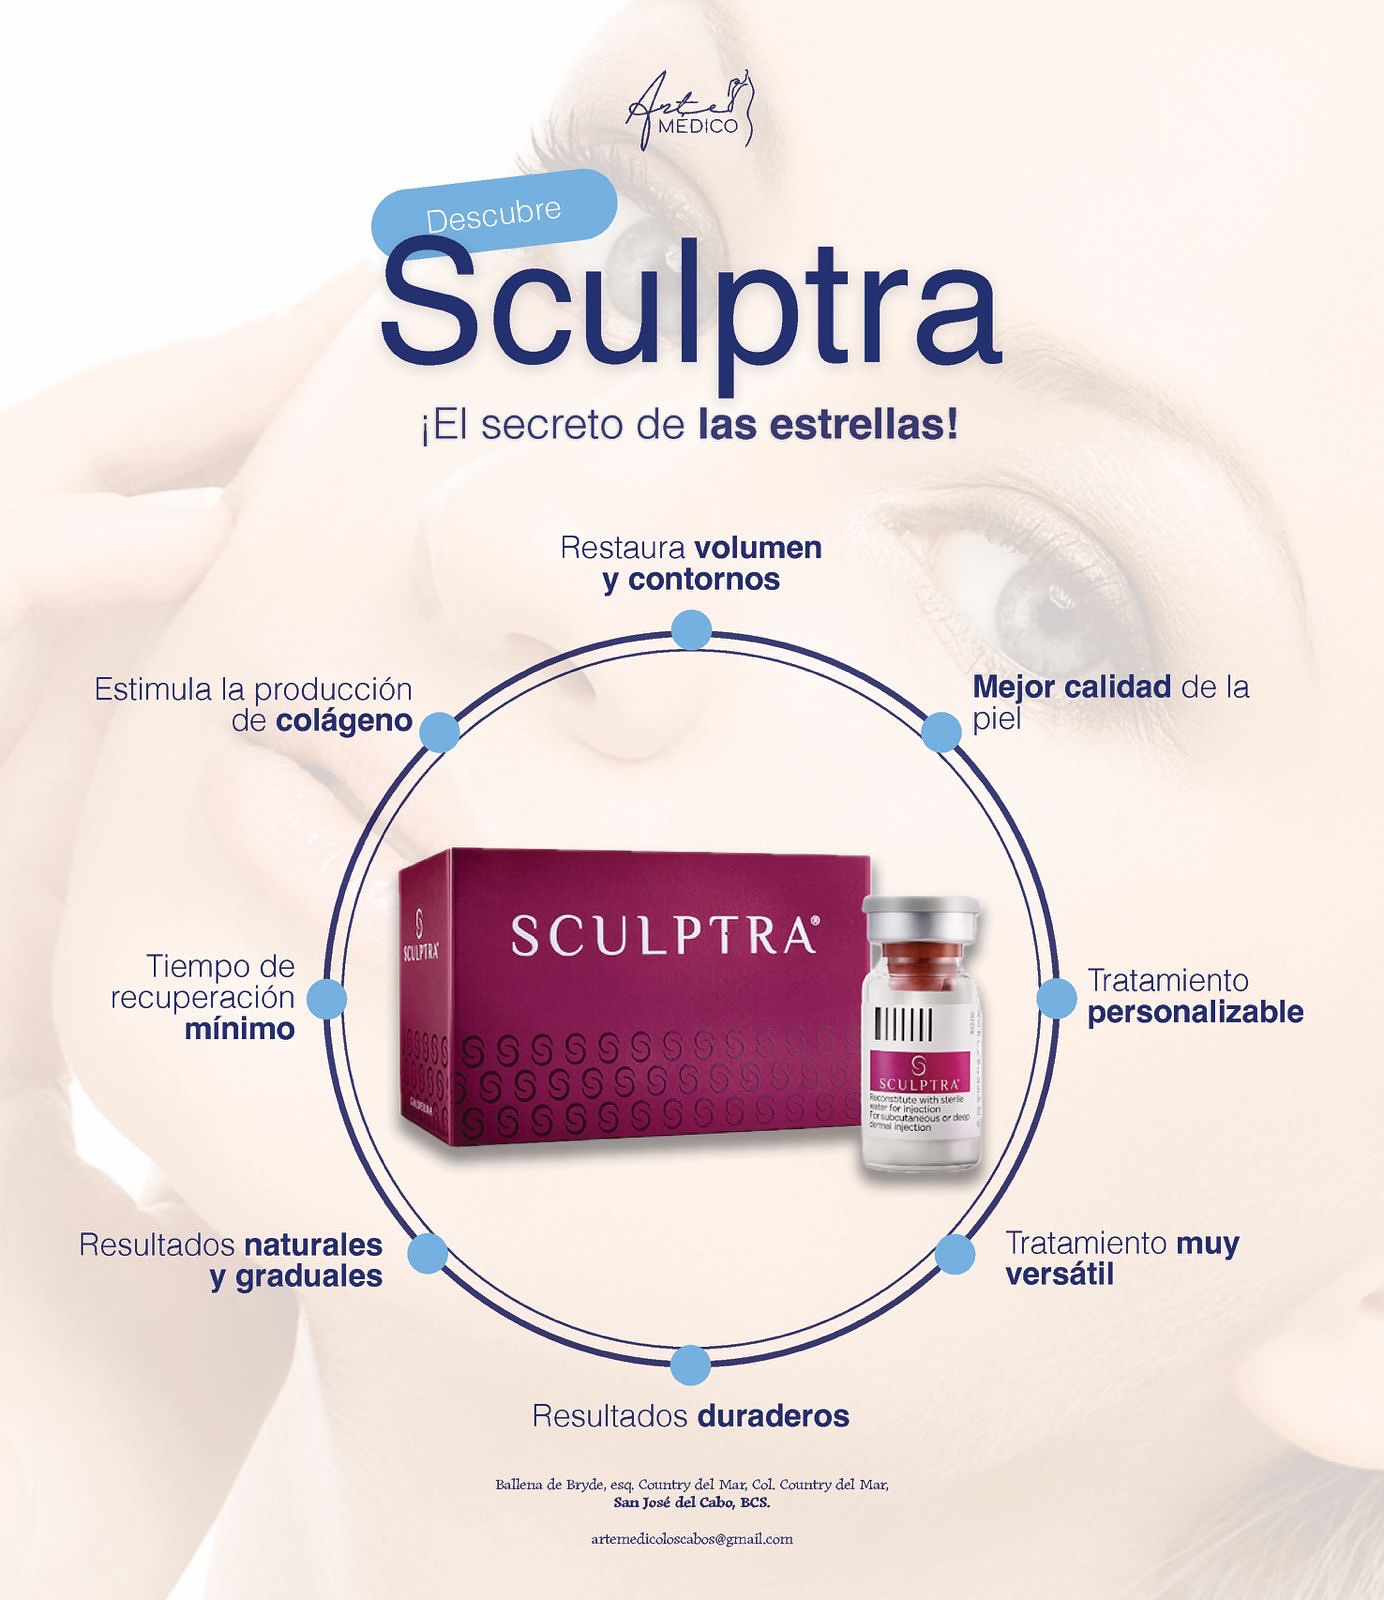 Arte
MÉDICO
Descubre
Sculptra
¡El secreto de las estrellas!
Restaura volumen
y contornos
Estimula la producción
de colágeno
Mejor calidad de la
piel
SCULPTRA®
SCULPTRA
GALDERMA
SCULPTRA®
Reconstitute with sterile
water for injection
For subcutaneous or deep
dermal injection
Tiempo de
recuperación
mínimo
Tratamiento
personalizable
Resultados naturales
y graduales
Tratamiento muy
versátil
Resultados duraderos
Ballena de Bryde, esq. Country del Mar, Col. Country del Mar,
San José del Cabo, BCS.
artemedicoloscabos@gmail.com